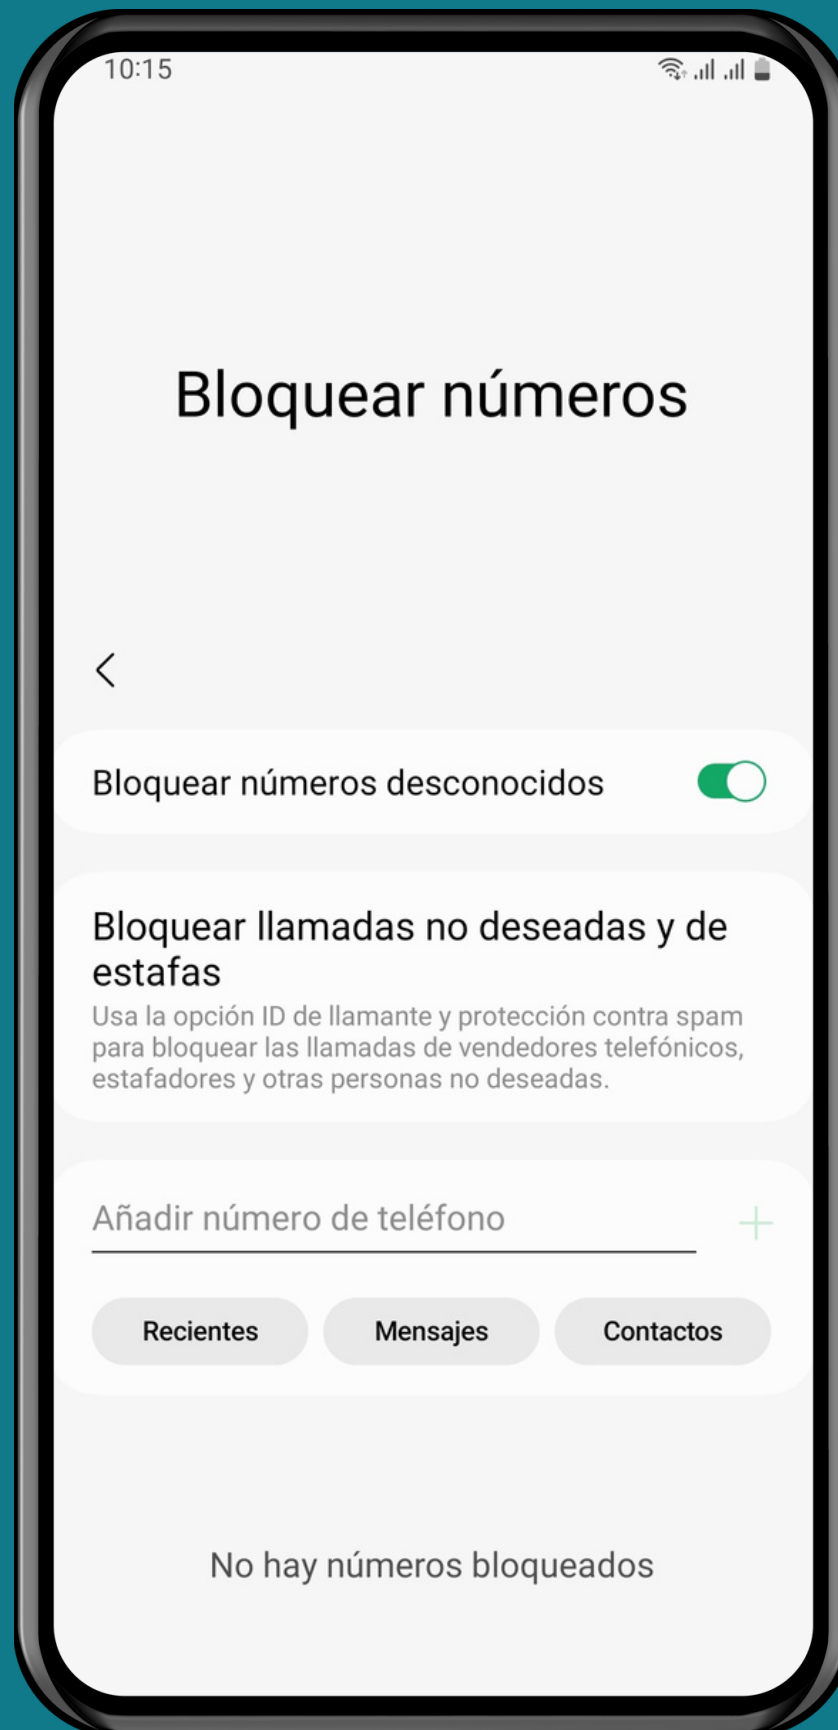 10:15
Bloquear números
Bloquear números desconocidos
Bloquear llamadas no deseadas y de
estafas
Usa la opción ID de llamante y protección contra spam
para bloquear las llamadas de vendedores telefónicos,
estafadores y otras personas no deseadas.
Añadir número de teléfono
Recientes Mensajes Contactos
No hay números bloqueados